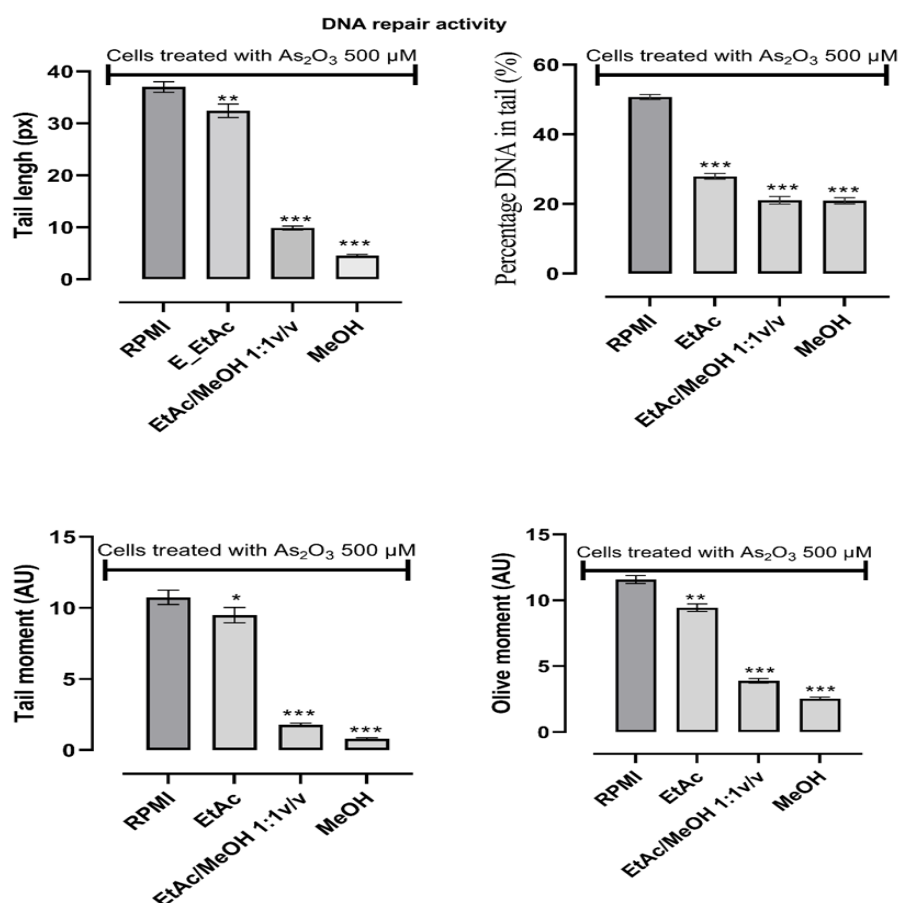 DNA repair activity
Cells treated with As₂O₃ 500 µM
Tail lengh (px)
40
30
20
10
0
**
***
***
RPMI
E_EtAc
EtAc/MeOH 1:1v/v
MeOH
Cells treated with As₂O₃ 500 µM
Percentage DNA in tail (%)
60
40
20
0
***
***
***
RPMI
EtAc
EtAc/MeOH 1:1v/v
MeOH
Cells treated with As₂O₃ 500 µM
Tail moment (AU)
15
10
5
0
*
***
***
RPMI
EtAc
EtAc/MeOH 1:1v/v
MeOH
Cells treated with As₂O₃ 500 µM
Olive moment (AU)
15
10
5
0
**
***
***
RPMI
EtAc
EtAc/MeOH 1:1v/v
MeOH